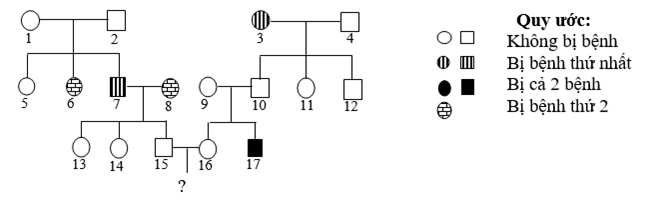 1 2 3 4
5 6 7 8 9 10 11 12
13 14 15 16 17
?
Quy ước:
Không bị bệnh
Bị bệnh thứ nhất
Bị cả 2 bệnh
Bị bệnh thứ 2